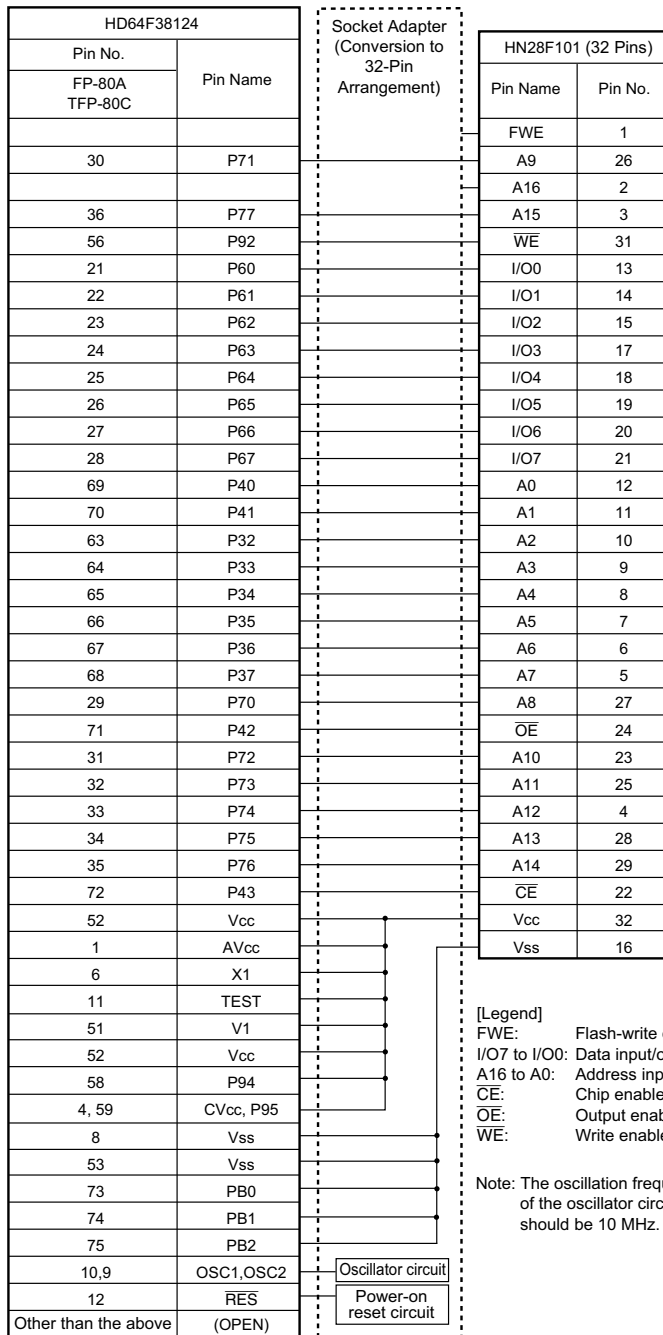 HD64F38124
Pin No.
FP-80A
TFP-80C
Pin Name
Socket Adapter
(Conversion to
32-Pin
Arrangement)
HN28F101 (32 Pins)
Pin Name Pin No.
FWE 1
30 P71 A9 26
A16 2
36 P77 A15 3
56 P92 WE 31
21 P60 I/O0 13
22 P61 I/O1 14
23 P62 I/O2 15
24 P63 I/O3 17
25 P64 I/O4 18
26 P65 I/O5 19
27 P66 I/O6 20
28 P67 I/O7 21
69 P40 A0 12
70 P41 A1 11
63 P32 A2 10
64 P33 A3 9
65 P34 A4 8
66 P35 A5 7
67 P36 A6 6
68 P37 A7 5
29 P70 A8 27
71 P42 OE 24
31 P72 A10 23
32 P73 A11 25
33 P74 A12 4
34 P75 A13 28
35 P76 A14 29
72 P43 CE 22
52 Vcc Vcc 32
1 AVcc Vss 16
6 X1
11 TEST
51 V1
52 Vcc
58 P94
4, 59 CVcc, P95
8 Vss
53 Vss
73 PB0
74 PB1
75 PB2
10,9 OSC1,OSC2 Oscillator circuit
12 RES Power-on
reset circuit
Other than the above (OPEN)
[Legend]
FWE: Flash-write
I/O7 to I/O0: Data input/
A16 to A0: Address
CE: Chip enable
OE: Output
WE: Write enable
Note: The oscillation
of the oscillator
should be 10 MHz.